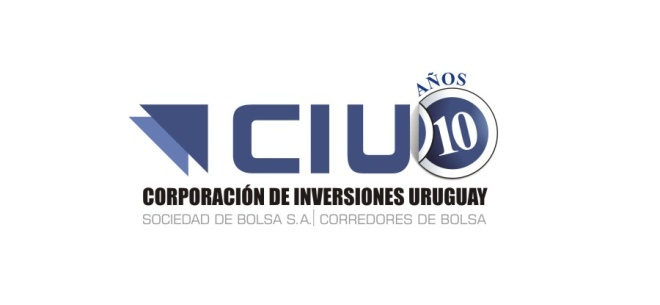 AÑOS
CIU 10
CORPORACIÓN DE INVERSIONES URUGUAY
SOCIEDAD DE BOLSA S.A.| CORREDORES DE BOLSA